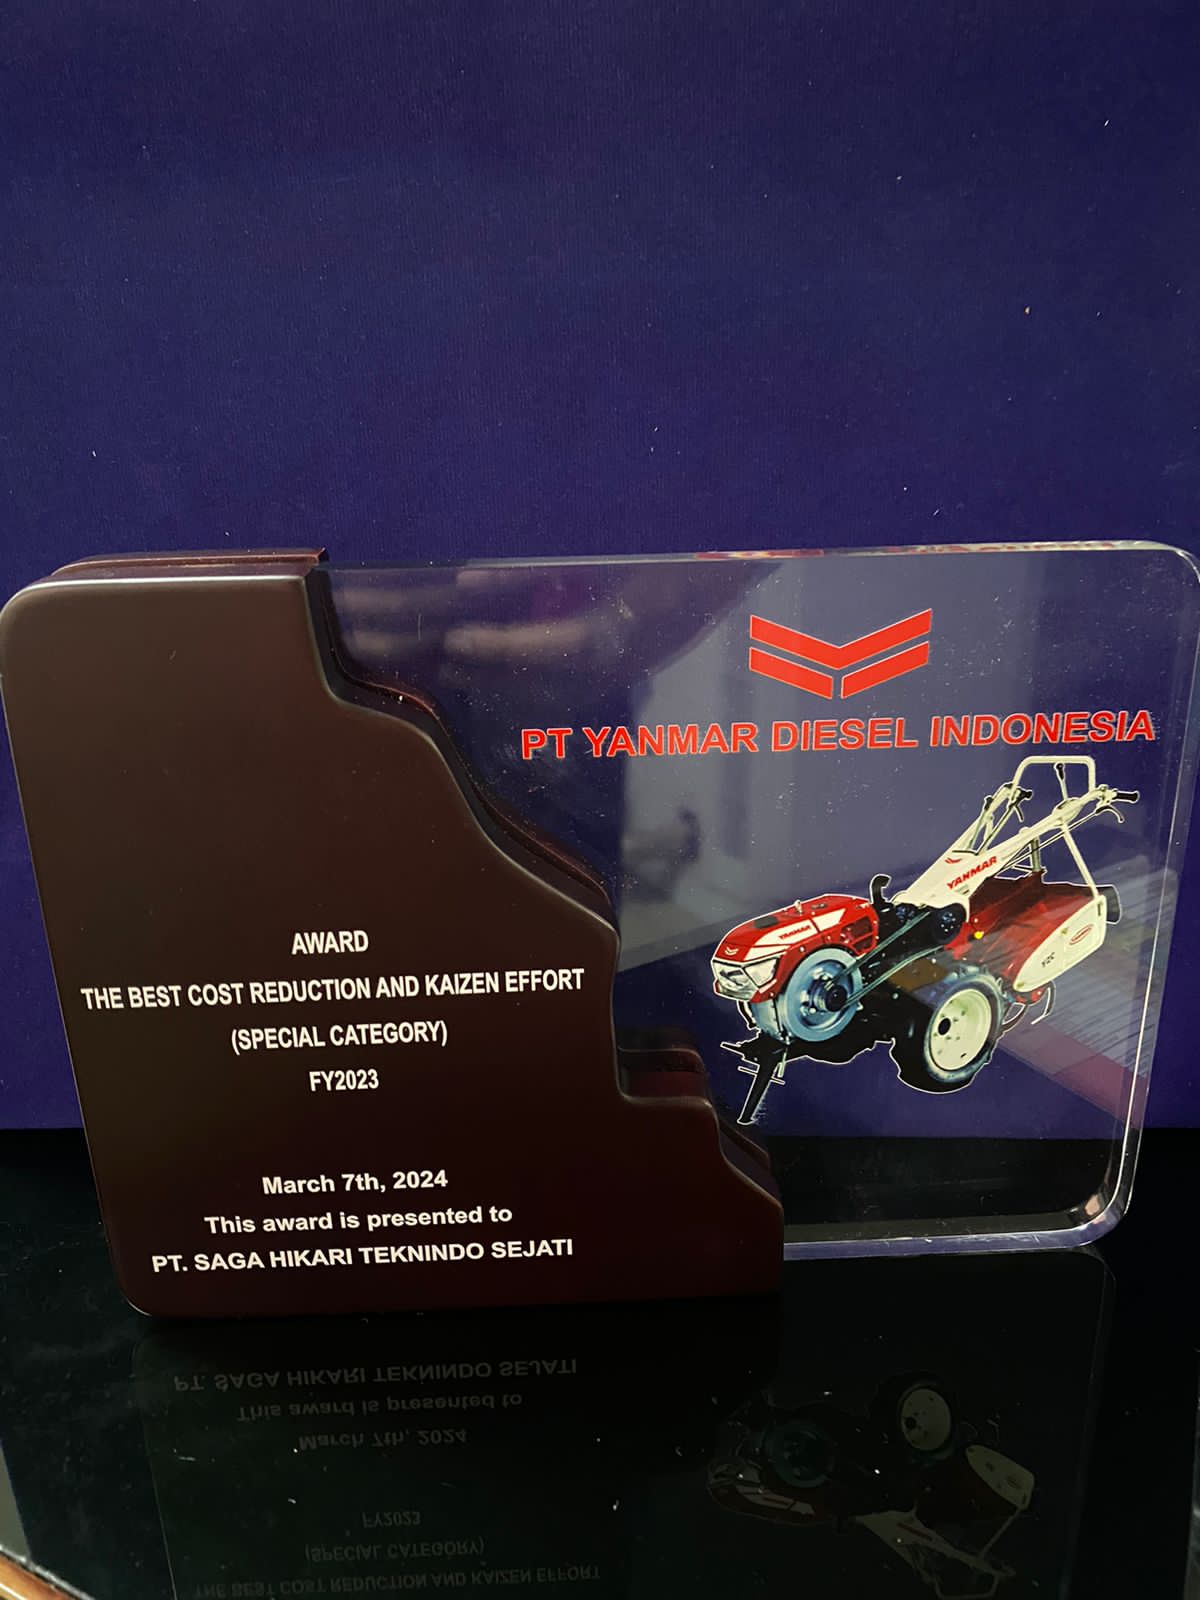 PT YANMAR DIESEL INDONESIA
YANMAR
YANMAR
AWARD
THE BEST COST REDUCTION AND KAIZEN EFFORT
(SPECIAL CATEGORY)
FY2023
March 7th, 2024
This award is presented to
PT. SAGA HIKARI TEKNINDO SEJATI